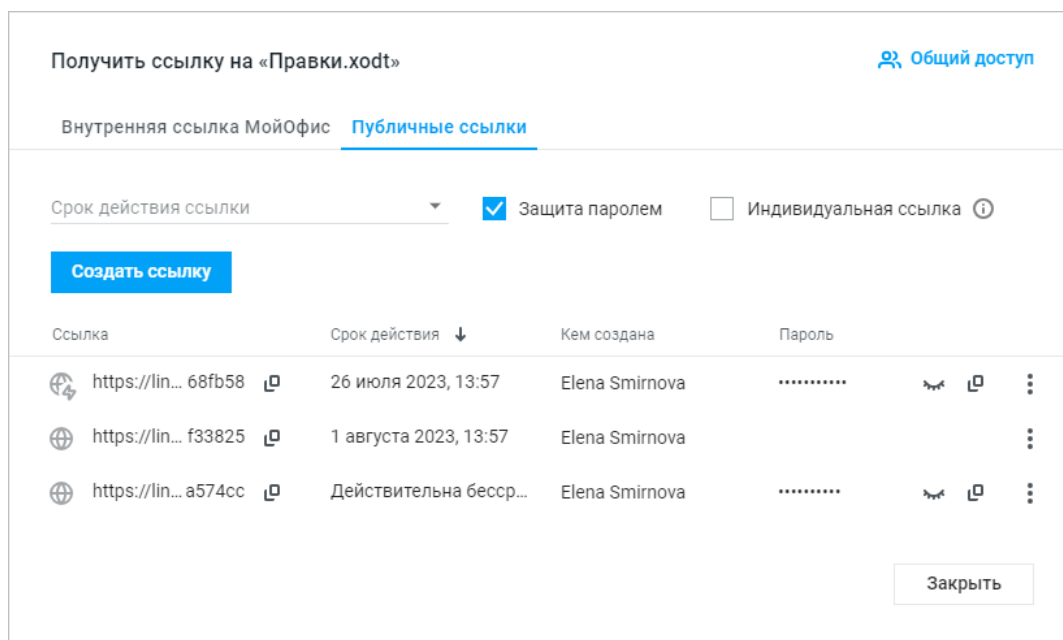 Получить ссылку на «Правки.xodt» Общий доступ
Внутренняя ссылка МойОфис Публичные ссылки
Срок действия ссылки Защита паролем Индивидуальная ссылка
Создать ссылку
Ссылка Срок действия Кем создана Пароль
https://lin... 68fb58 26 июля 2023, 13:57 Elena Smirnova •••••••••••
https://lin... f33825 1 августа 2023, 13:57 Elena Smirnova
https://lin... a574cc Действительна бесср... Elena Smirnova ••••••••••
Закрыть